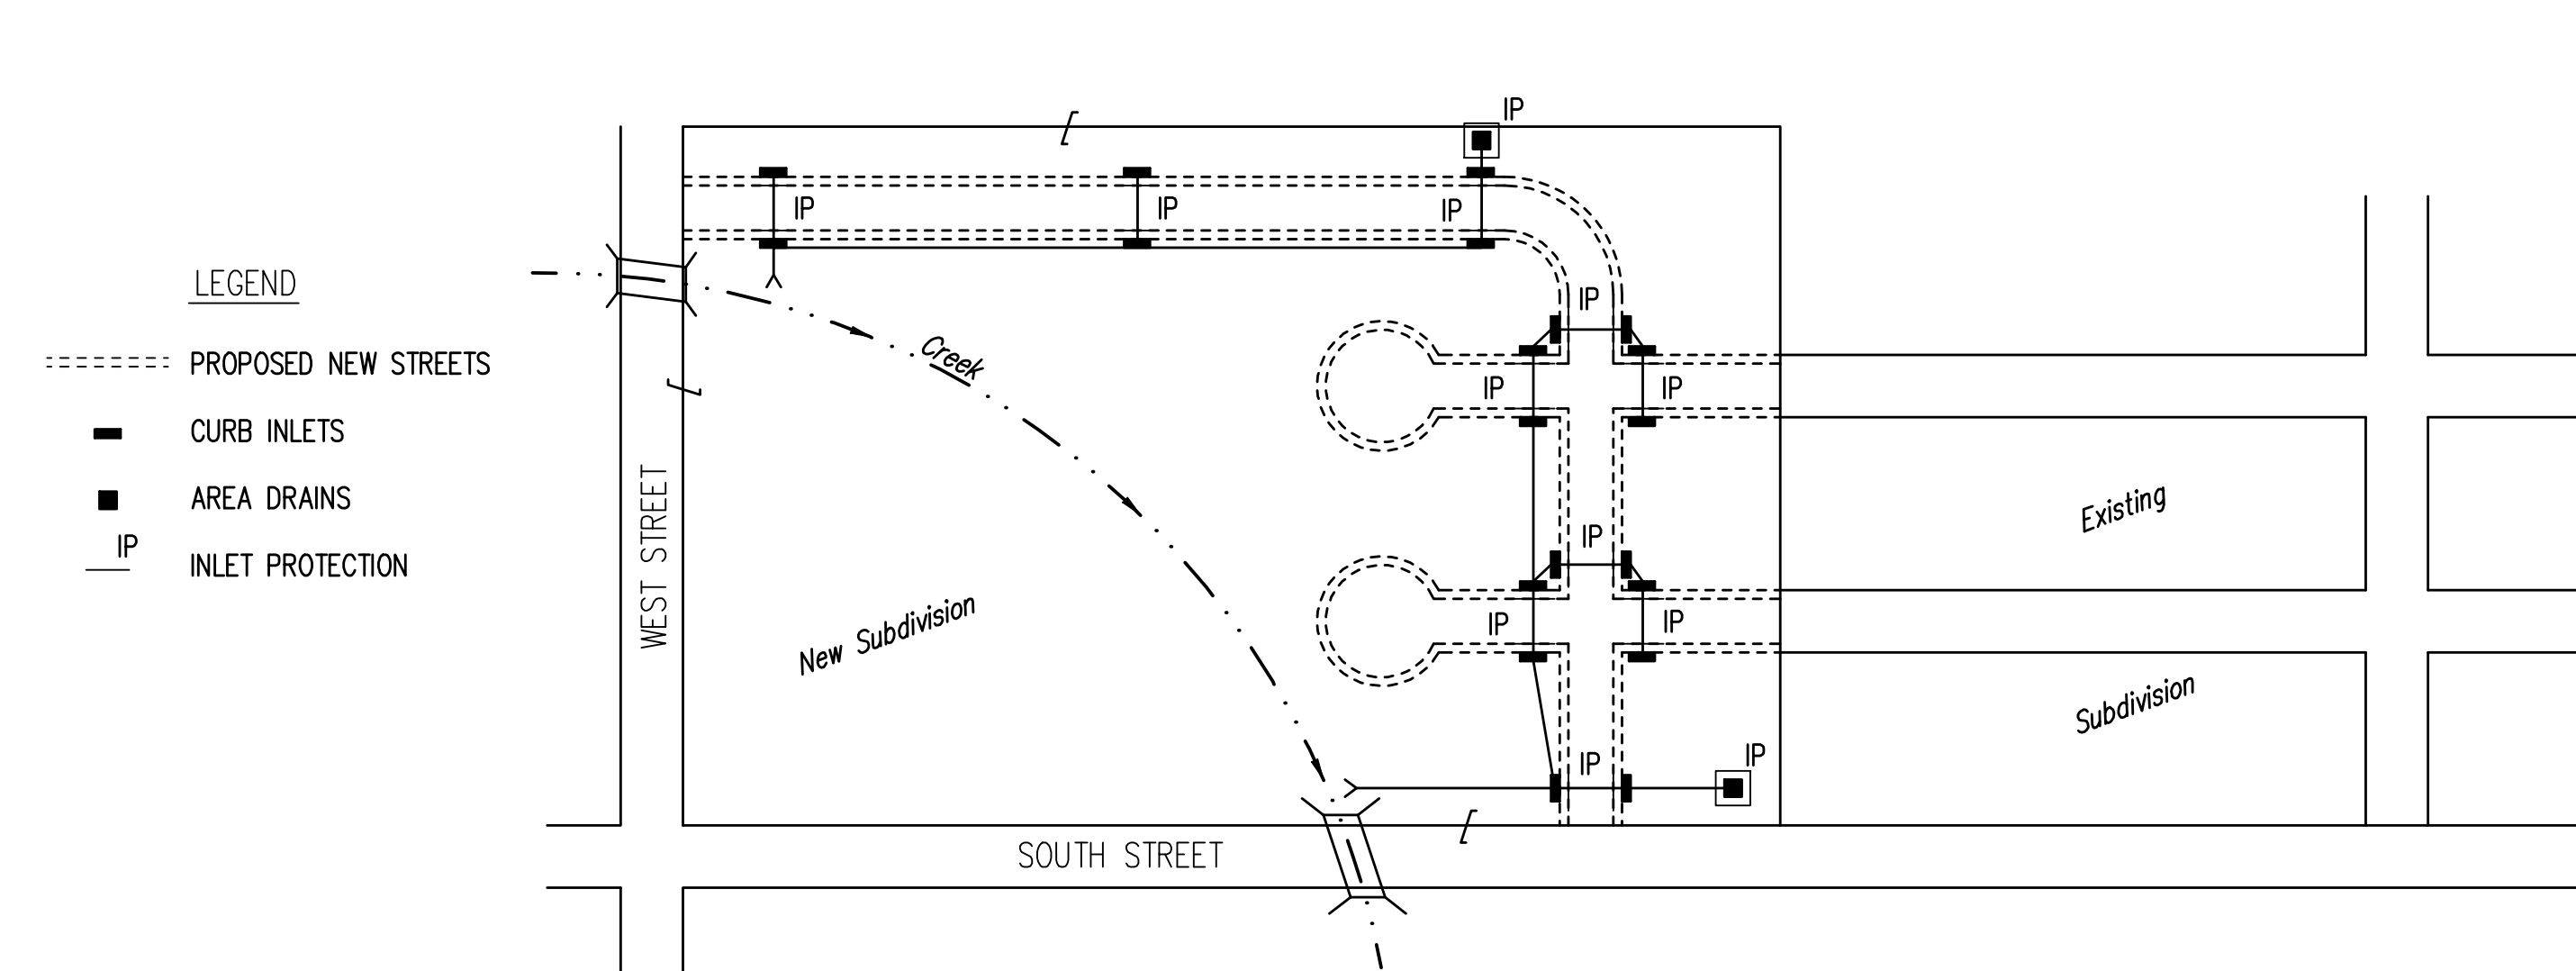 LEGEND
PROPOSED NEW STREETS
CURB INLETS
AREA DRAINS
IP
INLET PROTECTION
WEST STREET
IP
IP
IP
IP
IP
Creek
IP
IP
IP
New Subdivision
IP
IP
IP
IP
SOUTH STREET
Existing
Subdivision